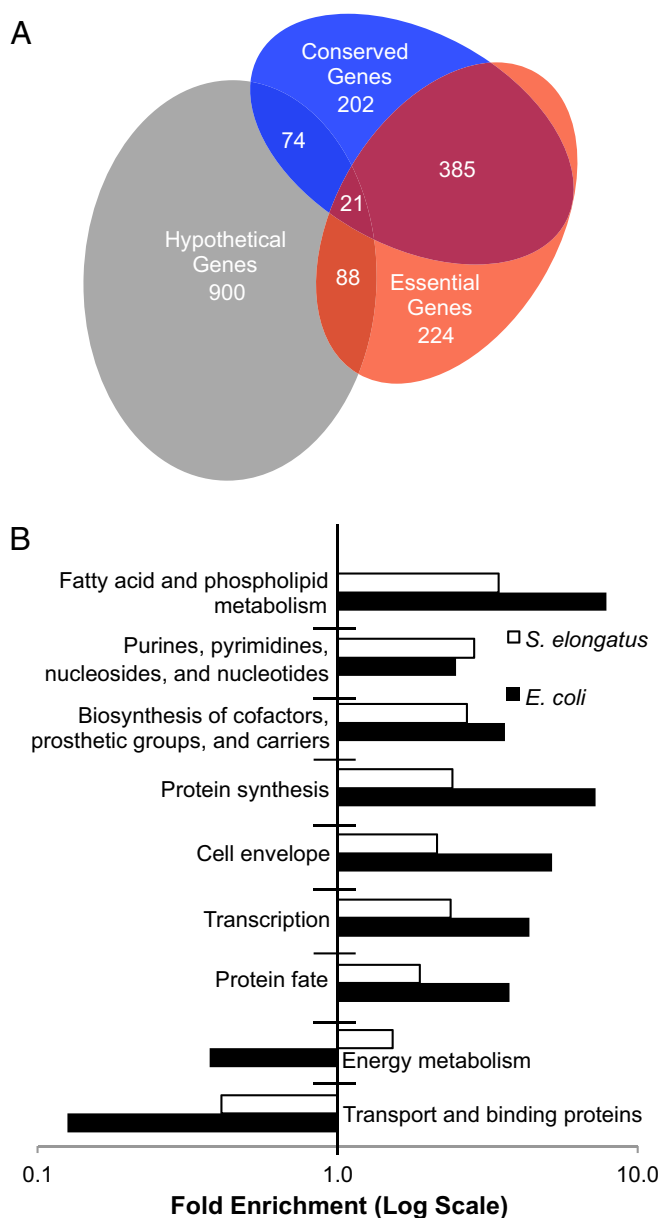 A
Conserved
Genes
202
74
385
21
Hypothetical
Genes
900
88
Essential
Genes
224
B
Fatty acid and phospholipid
metabolism
S. elongatus
Purines, pyrimidines,
nucleosides, and nucleotides
E. coli
Biosynthesis of cofactors,
prosthetic groups, and carriers
Protein synthesis
Cell envelope
Transcription
Protein fate
Energy metabolism
Transport and binding proteins
0.1
1.0
10.0
Fold Enrichment (Log Scale)